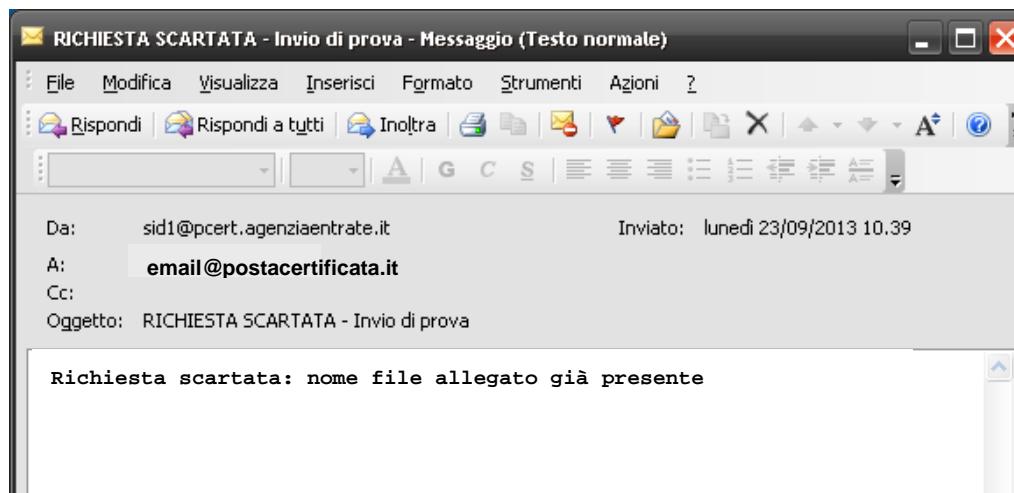 RICHIESTA SCARTATA - Invio di prova - Messaggio (Testo normale)
File Modifica Visualizza Inserisci Formato Strumenti Azioni ?
Rispondi Rispondi a tutti Inoltra
A G C S
Da: sid1@pcert.agenziaentrate.it Inviato: lunedì 23/09/2013 10.39
A: email@postacertificata.it
Cc:
Oggetto: RICHIESTA SCARTATA - Invio di prova
Richiesta scartata: nome file allegato già presente